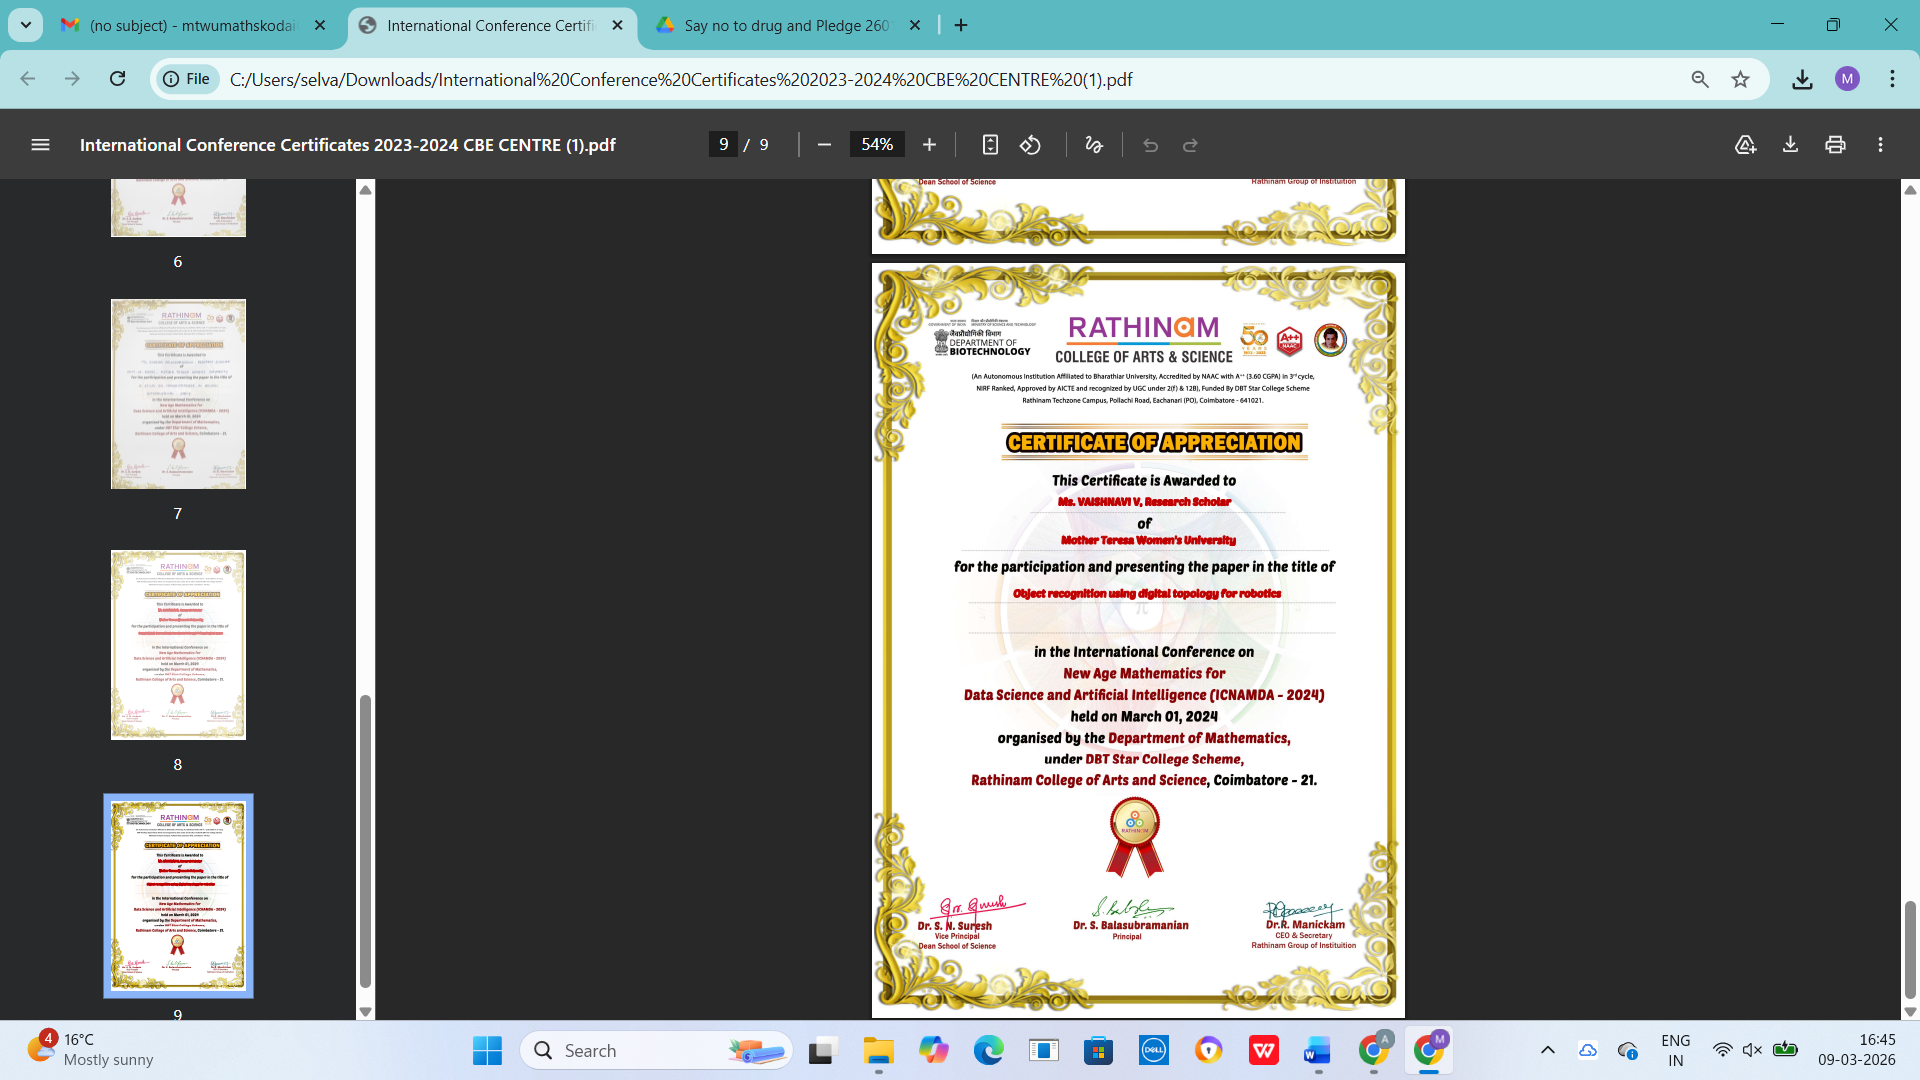 (no subject) - mtwumathskodai
International Conference Certifi
Say no to drug and Pledge 260
File
C:/Users/selva/Downloads/International%20Conference%20Certificates%202023-2024%20CBE%20CENTRE%20(1).pdf
M
International Conference Certificates 2023-2024 CBE CENTRE (1).pdf
9 / 9
54%
6
7
8
9
Dean School of Science
Rathinam Group of Instituition
जैवप्रौद्योगिकी विभाग
DEPARTMENT OF
BIOTECHNOLOGY
RATHINAM
COLLEGE OF ARTS & SCIENCE
50
YEARS
A++
NAAC
(An Autonomous Institution Affiliated to Bharathiar University, Accredited by NAAC with A++ (3.60 CGPA) in 3rd cycle,
NIRF Ranked, Approved by AICTE and recognized by UGC under 2(f) & 12B), Funded By DBT Star College Scheme
Rathinam Techzone Campus, Pollachi Road, Eachanari (PO), Coimbatore - 641021.
CERTIFICATE OF APPRECIATION
This Certificate is Awarded to
Ms. VAISHNAVI V, Research Scholar
of
Mother Teresa Women's University
for the participation and presenting the paper in the title of
Object recognition using digital topology for robotics
in the International Conference on
New Age Mathematics for
Data Science and Artificial Intelligence (ICNAMDA - 2024)
held on March 01, 2024
organised by the Department of Mathematics,
under DBT Star College Scheme,
Rathinam College of Arts and Science, Coimbatore - 21.
RATHINAM
Dr. S. N. Suresh
Vice Principal
Dean School of Science
Dr. S. Balasubramanian
Principal
Dr.R. Manickam
CEO & Secretary
Rathinam Group of Instituition
4
16°C
Mostly sunny
Search
DELL
W
A
M
ENG
IN
16:45
09-03-2026